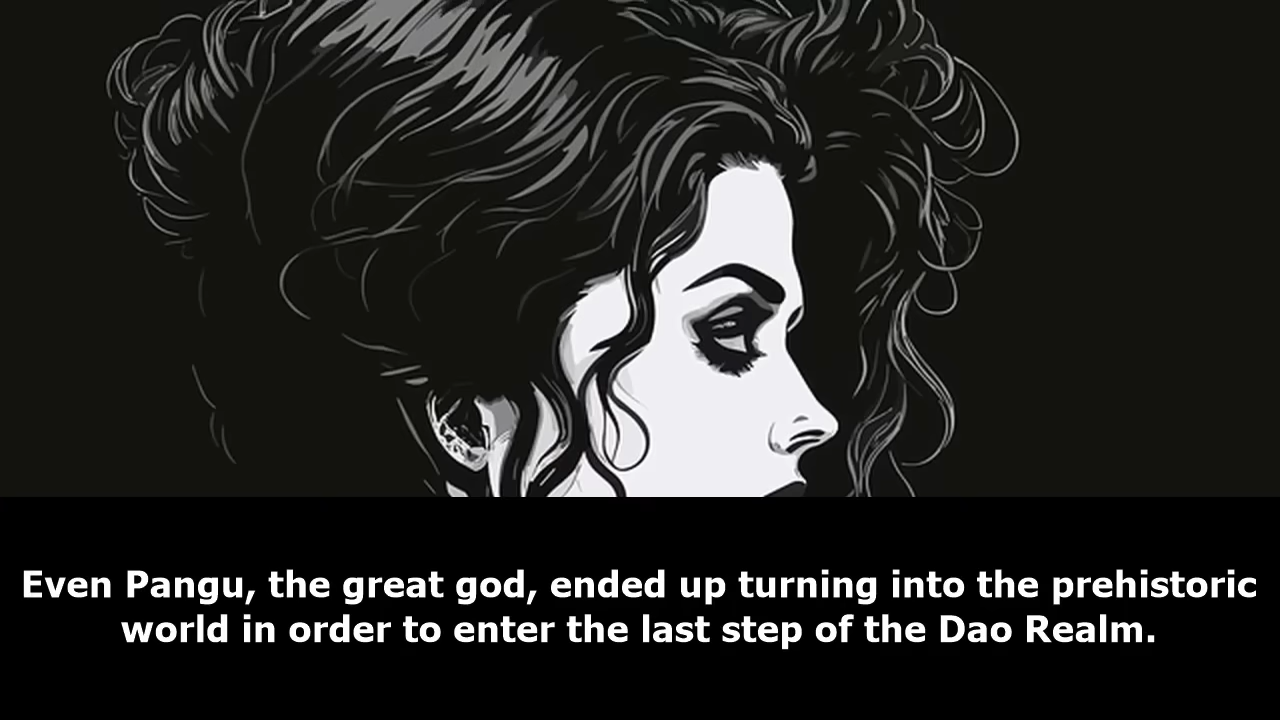 Even Pangu, the great god, ended up turning into the prehistoric
world in order to enter the last step of the Dao Realm.